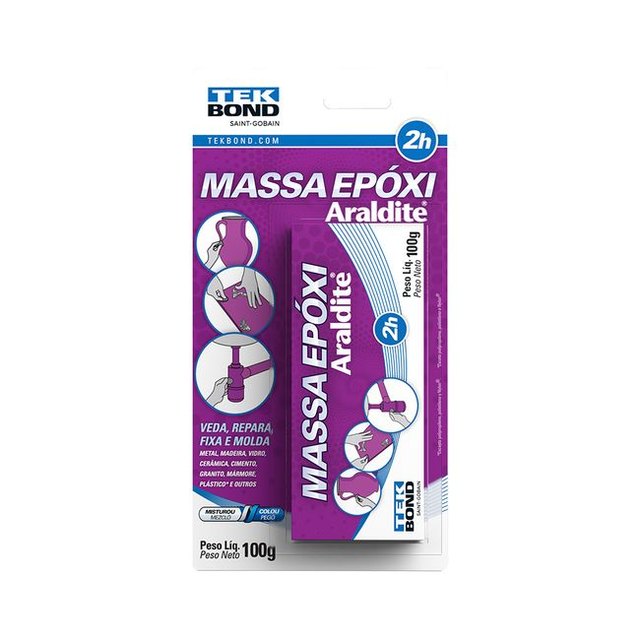 TEK
BOND
SAINT-GOBAIN
TEKBOND.COM
2h
MASSA EPÓXI
Araldite®
VEDA, REPARA,
FIXA E MOLDA
METAL, MADEIRA, VIDRO,
CERÂMICA, CIMENTO,
GRANITO, MÁRMORE,
PLÁSTICO* E OUTROS
MISTUROU
MEZCLÓ
COLOU
PEGÓ
Peso Líq.
Peso Neto
100g
MASSA EPÓXI
Araldite®
Peso Líq.
Peso Neto
100g
2h
TEK
BOND
SAINT-GOBAIN